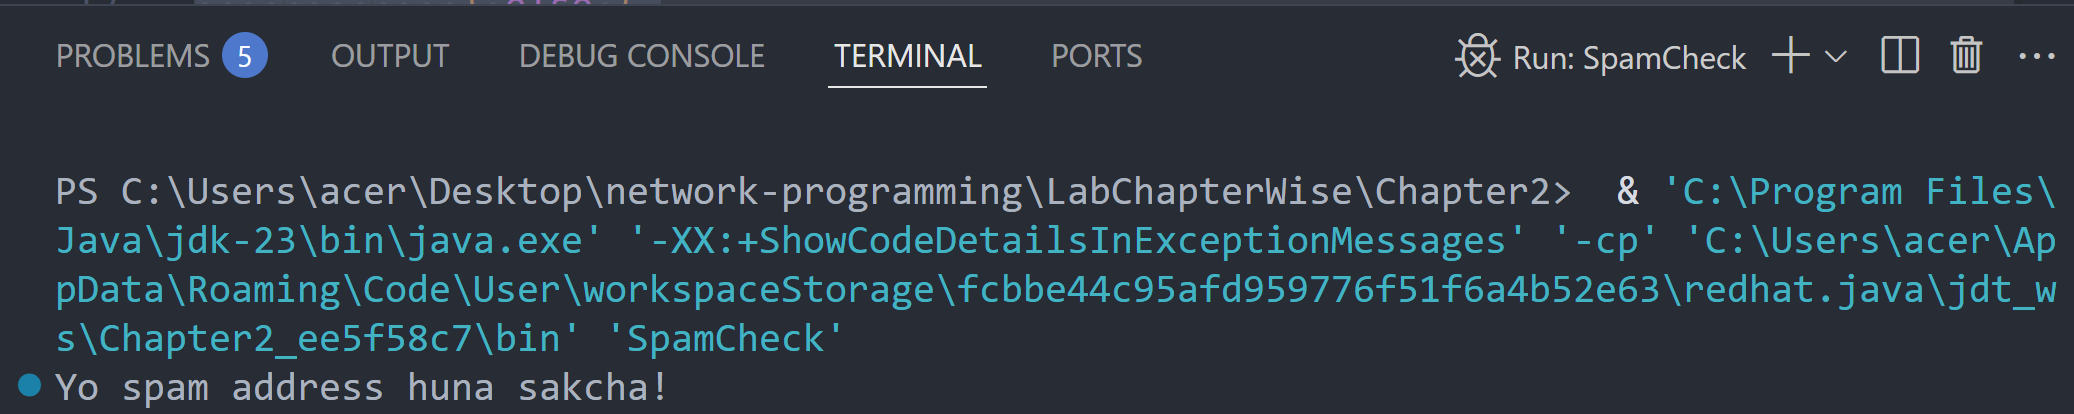 PROBLEMS 5 OUTPUT DEBUG CONSOLE TERMINAL PORTS Run: SpamCheck
PS C:\Users\acer\Desktop\network-programming\LabChapterWise\Chapter2>  & 'C:\Program Files\
Java\jdk-23\bin\java.exe' '-XX:+ShowCodeDetailsInExceptionMessages' '-cp' 'C:\Users\acer\Ap
pData\Roaming\Code\User\workspaceStorage\fcbbe44c95afd959776f51f6a4b52e63\redhat.java\jdt_w
s\Chapter2_ee5f58c7\bin' 'SpamCheck'
Yo spam address huna sakcha!